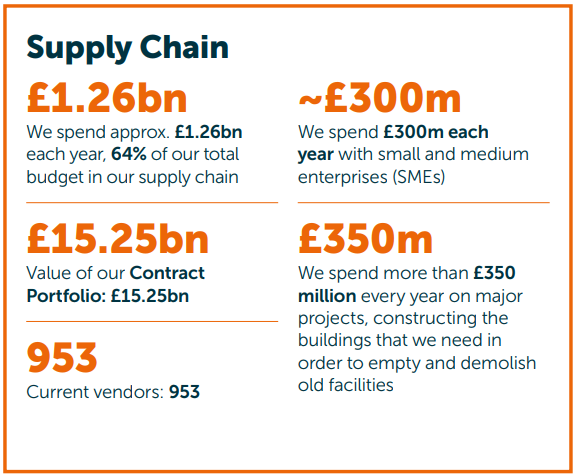 Supply Chain
£1.26bn
We spend approx. £1.26bn
each year, 64% of our total
budget in our supply chain
~£300m
We spend £300m each
year with small and medium
enterprises (SMEs)
£15.25bn
Value of our Contract
Portfolio: £15.25bn
£350m
We spend more than £350
million every year on major
projects, constructing the
buildings that we need in
order to empty and demolish
old facilities
953
Current vendors: 953